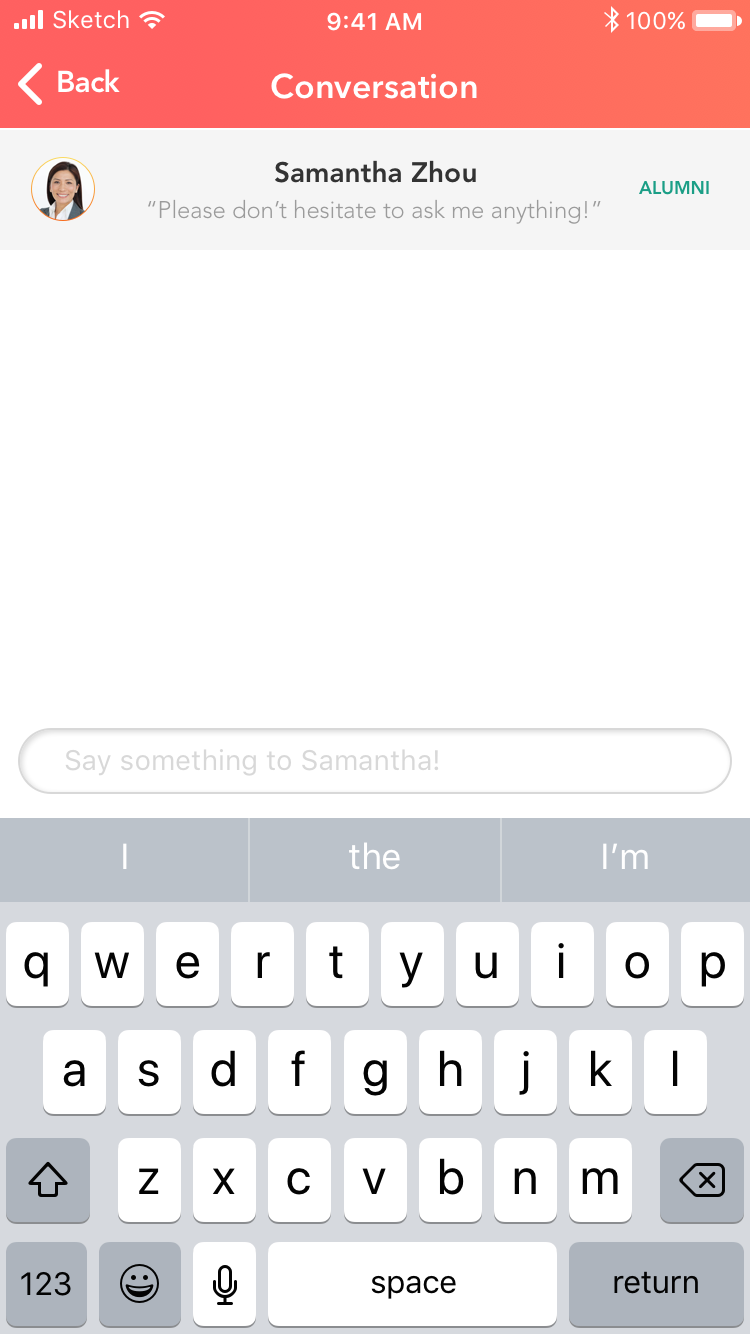 Sketch 9:41 AM 100%
Back Conversation
Samantha Zhou
“Please don’t hesitate to ask me anything!”
ALUMNI
Say something to Samantha!
I the I’m
q w e r t y u i o p
a s d f g h j k l
z x c v b n m
123 space return